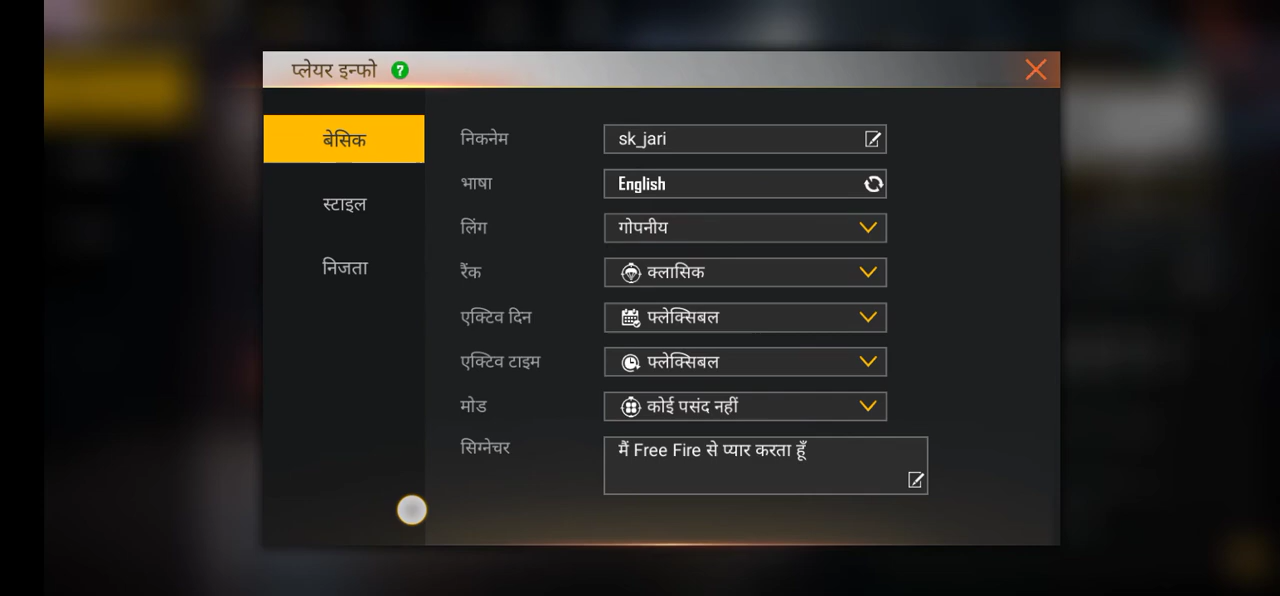 प्लेयर इन्फो ?
बेसिक
स्टाइल
निजता
निकनेम sk_jari
भाषा English
लिंग गोपनीय
रैंक क्लासिक
एक्टिव दिन फ्लेक्सिबल
एक्टिव टाइम फ्लेक्सिबल
मोड कोई पसंद नहीं
सिग्नेचर मैं Free Fire से प्यार करता हूँ